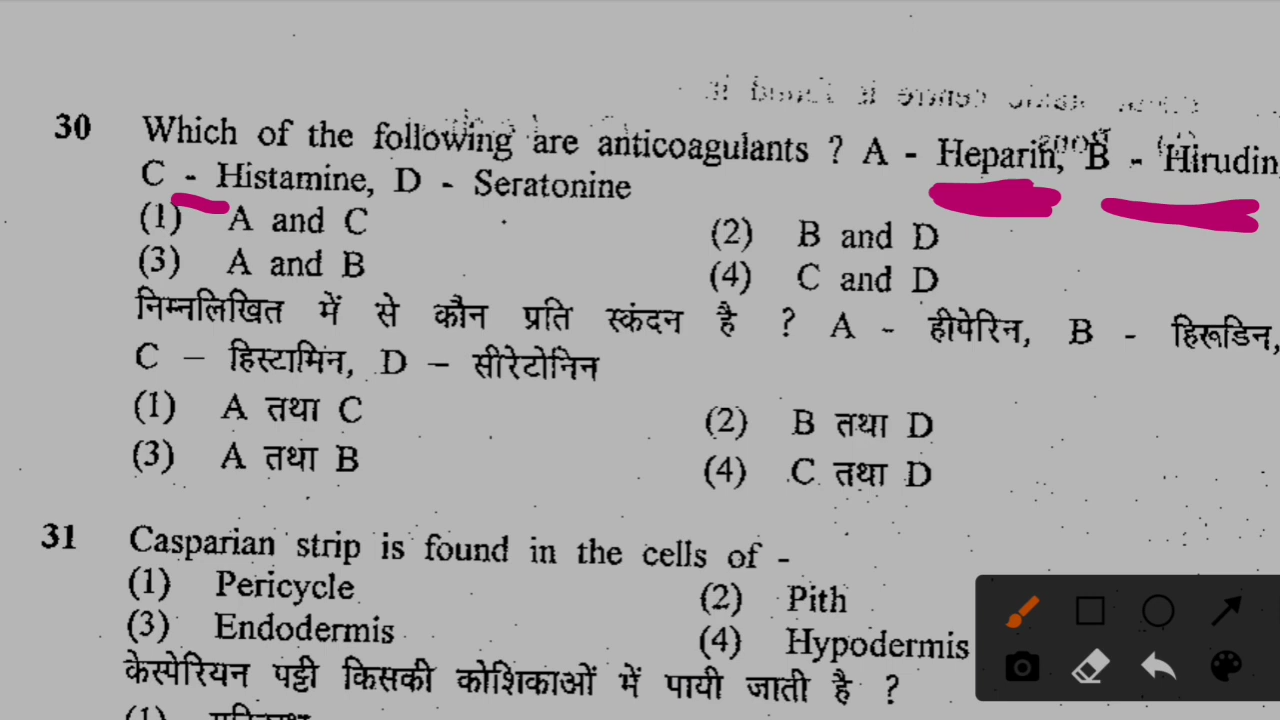 30 Which of the following are anticoagulants ? A - Heparin, B - Hirudin,
C - Histamine, D - Seratonine
(1) A and C (2) B and D
(3) A and B (4) C and D
निम्नलिखित में से कौन प्रति स्कंदन है ? A - हीपेरिन, B - हिरूडिन,
C – हिस्टामिन, D – सीरेटोनिन
(1) A तथा C (2) B तथा D
(3) A तथा B (4) C तथा D
31 Casparian strip is found in the cells of -
(1) Pericycle (2) Pith
(3) Endodermis (4) Hypodermis
केस्पेरियन पट्टी किसकी कोशिकाओं में पायी जाती है ?
(1)